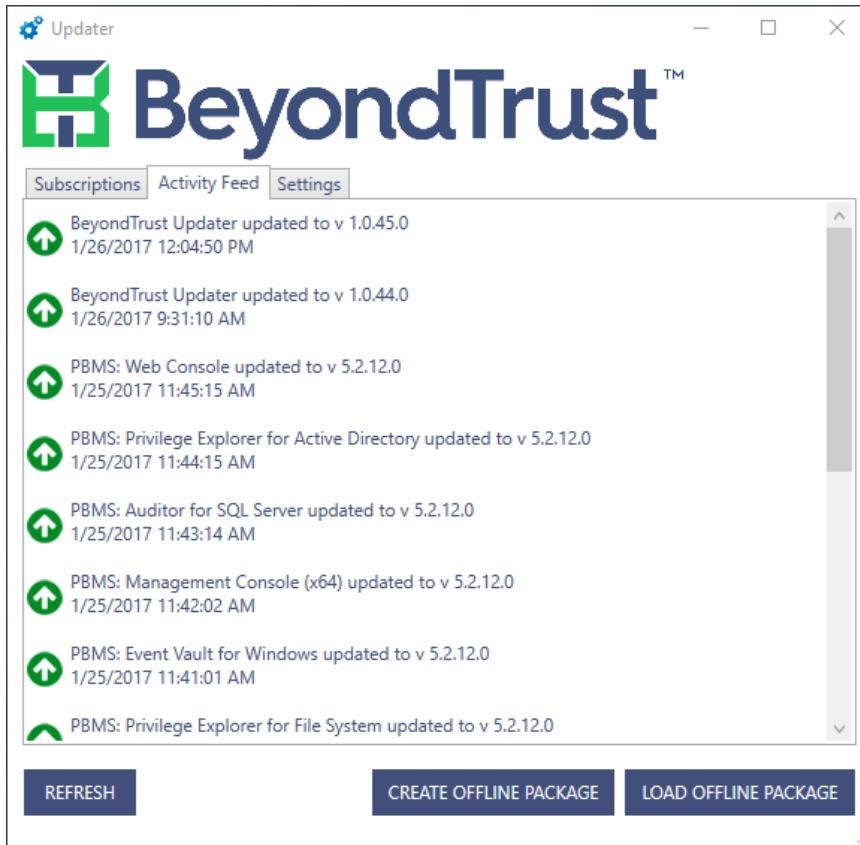 Updater
BeyondTrust™
Subscriptions Activity Feed Settings
BeyondTrust Updater updated to v 1.0.45.0
1/26/2017 12:04:50 PM
BeyondTrust Updater updated to v 1.0.44.0
1/26/2017 9:31:10 AM
PBMS: Web Console updated to v 5.2.12.0
1/25/2017 11:45:15 AM
PBMS: Privilege Explorer for Active Directory updated to v 5.2.12.0
1/25/2017 11:44:15 AM
PBMS: Auditor for SQL Server updated to v 5.2.12.0
1/25/2017 11:43:14 AM
PBMS: Management Console (x64) updated to v 5.2.12.0
1/25/2017 11:42:02 AM
PBMS: Event Vault for Windows updated to v 5.2.12.0
1/25/2017 11:41:01 AM
PBMS: Privilege Explorer for File System updated to v 5.2.12.0
REFRESH CREATE OFFLINE PACKAGE LOAD OFFLINE PACKAGE